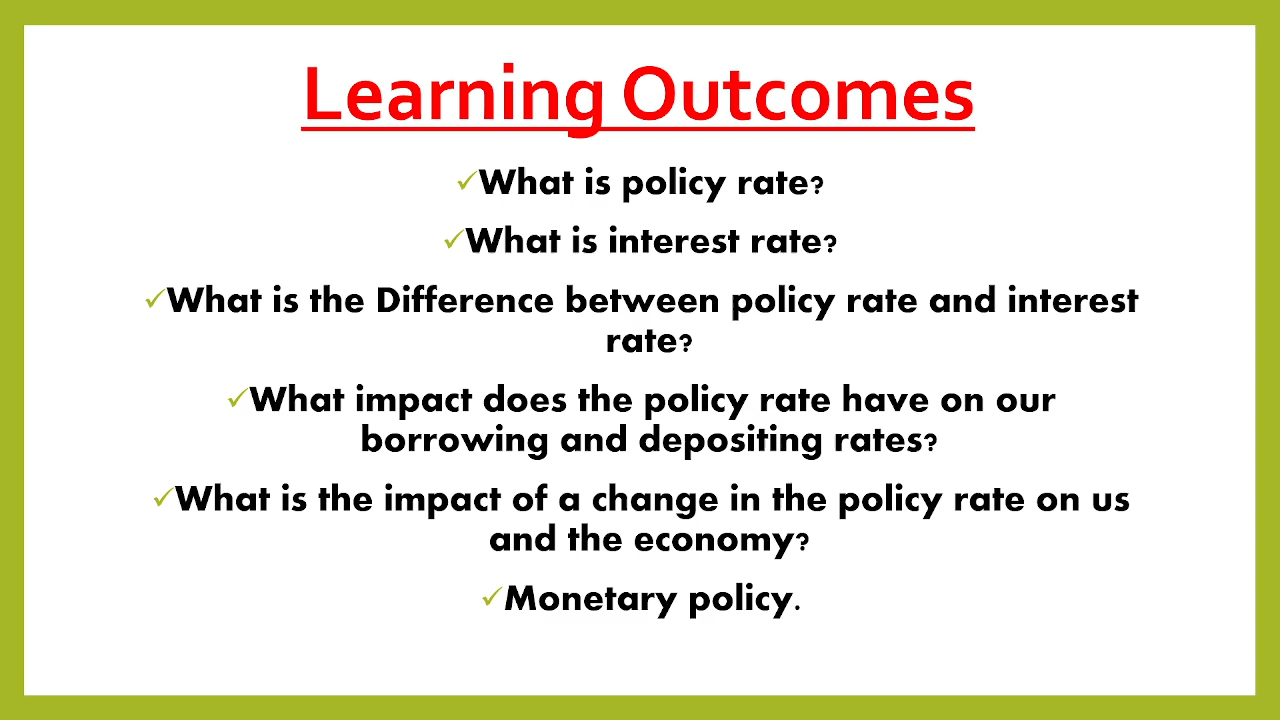 Learning Outcomes
✓What is policy rate?
✓What is interest rate?
✓What is the Difference between policy rate and interest
rate?
✓What impact does the policy rate have on our
borrowing and depositing rates?
✓What is the impact of a change in the policy rate on us
and the economy?
✓Monetary policy.